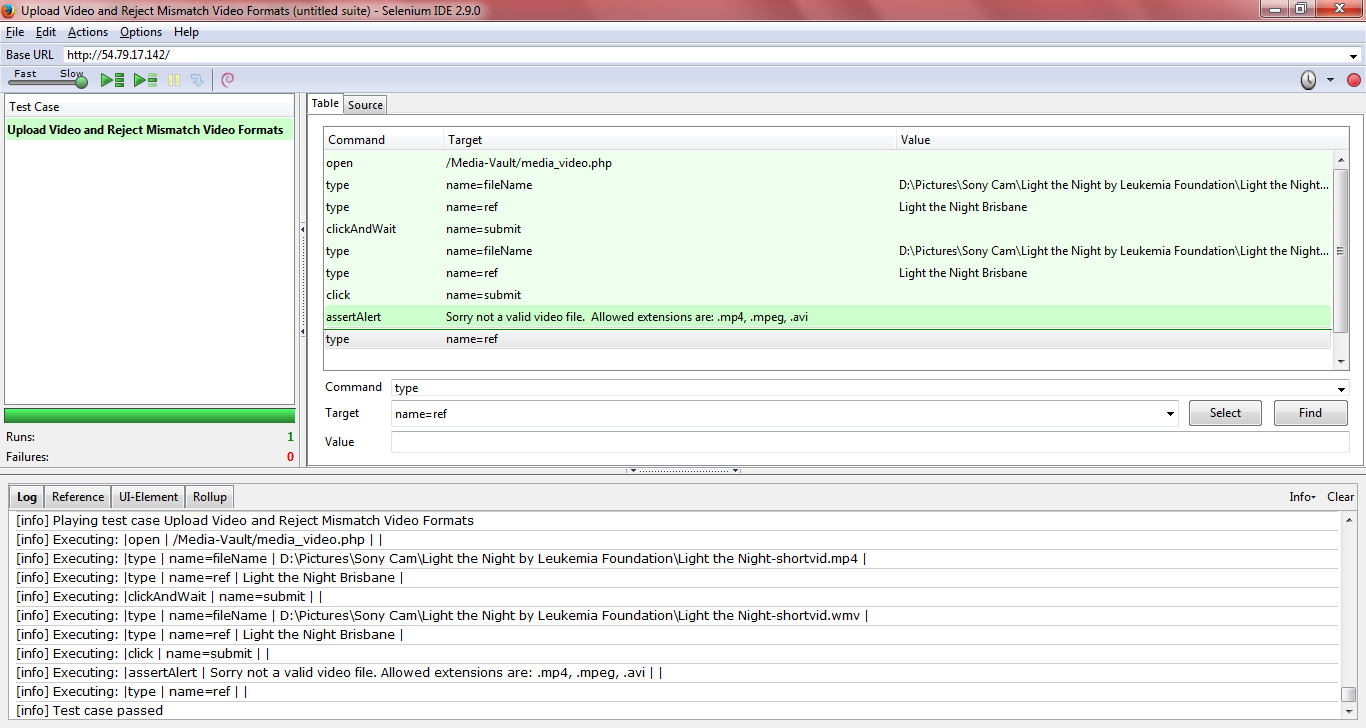 Upload Video and Reject Mismatch Video Formats (untitled suite) - Selenium IDE 2.9.0
File Edit Actions Options Help
Base URL http://54.79.17.142/
Fast Slow
Test Case
Upload Video and Reject Mismatch Video Formats
Runs: 1
Failures: 0
Table Source
Command Target Value
open /Media-Vault/media_video.php
type name=fileName D:\Pictures\Sony Cam\Light the Night by Leukemia Foundation\Light the Night...
type name=ref Light the Night Brisbane
clickAndWait name=submit
type name=fileName D:\Pictures\Sony Cam\Light the Night by Leukemia Foundation\Light the Night...
type name=ref Light the Night Brisbane
click name=submit
assertAlert Sorry not a valid video file.  Allowed extensions are: .mp4, .mpeg, .avi
type name=ref
Command type
Target name=ref Select Find
Value
Log Reference UI-Element Rollup Info Clear
[info] Playing test case Upload Video and Reject Mismatch Video Formats
[info] Executing: |open | /Media-Vault/media_video.php | |
[info] Executing: |type | name=fileName | D:\Pictures\Sony Cam\Light the Night by Leukemia Foundation\Light the Night-shortvid.mp4 |
[info] Executing: |type | name=ref | Light the Night Brisbane |
[info] Executing: |clickAndWait | name=submit | |
[info] Executing: |type | name=fileName | D:\Pictures\Sony Cam\Light the Night by Leukemia Foundation\Light the Night-shortvid.wmv |
[info] Executing: |type | name=ref | Light the Night Brisbane |
[info] Executing: |click | name=submit | |
[info] Executing: |assertAlert | Sorry not a valid video file. Allowed extensions are: .mp4, .mpeg, .avi | |
[info] Executing: |type | name=ref | |
[info] Test case passed